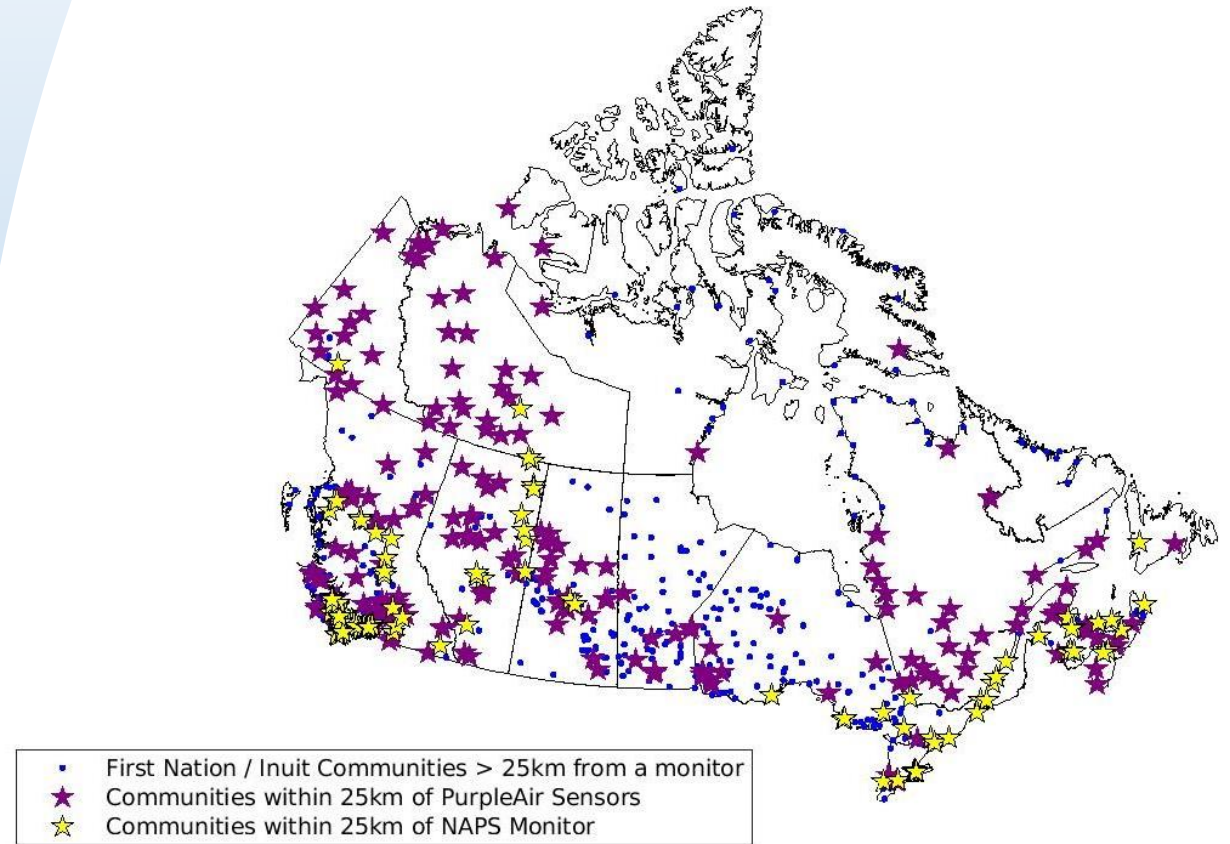 First Nation / Inuit Communities > 25km from a monitor
Communities within 25km of PurpleAir Sensors
Communities within 25km of NAPS Monitor